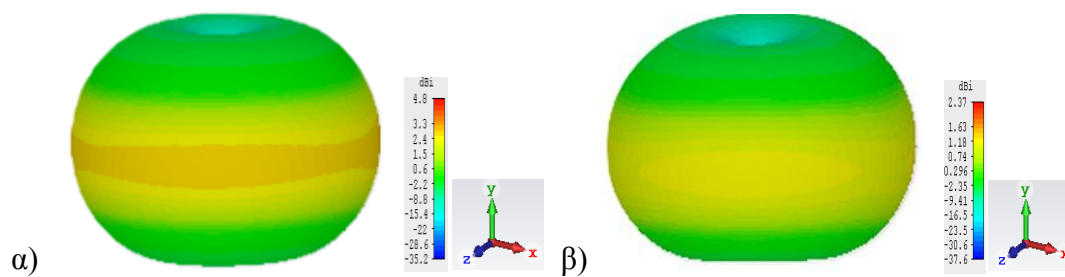 α)
dBi
4.8
3.3
2.4
1.5
0.6
-2.2
-8.8
-15.4
-22
-28.6
-35.2
y
z
x
β)
dBi
2.37
1.63
1.18
0.741
0.296
-2.35
-9.41
-16.5
-23.5
-30.6
-37.6
y
z
x